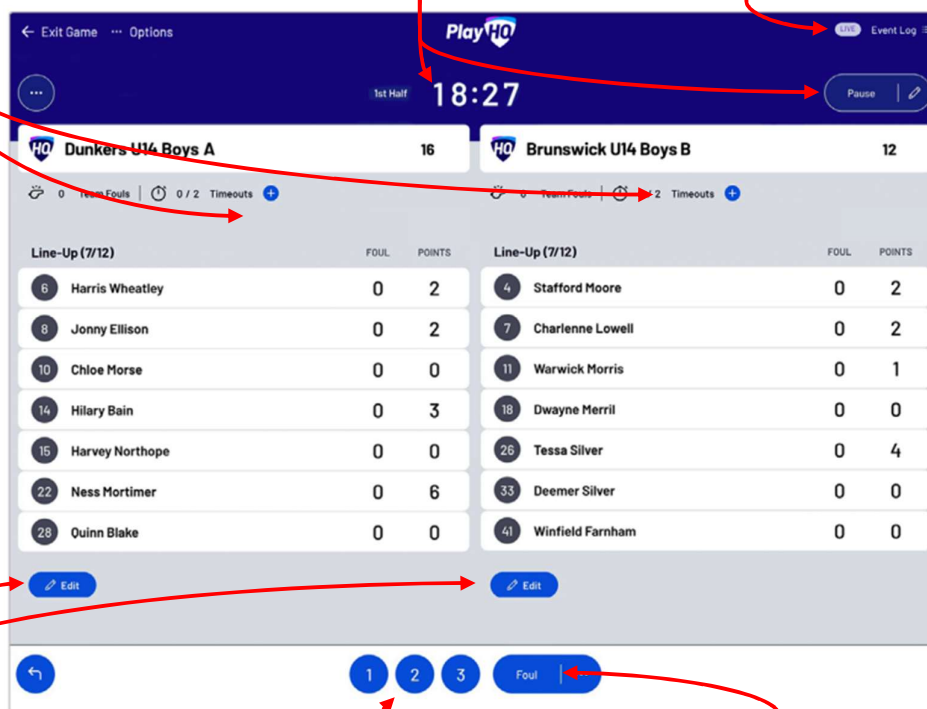 ← Exit Game ··· Options PlayHQ LIVE Event Log
1st Half 18:27 Pause
HQ Dunkers U14 Boys A 16 HQ Brunswick U14 Boys B 12
0 Team Fouls 0 / 2 Timeouts + Team Fouls 2 Timeouts +
Line-Up (7/12) FOUL POINTS Line-Up (7/12) FOUL POINTS
6 Harris Wheatley 0 2 4 Stafford Moore 0 2
8 Jonny Ellison 0 2 7 Charlenne Lowell 0 2
10 Chloe Morse 0 0 11 Warwick Morris 0 1
14 Hilary Bain 0 3 18 Dwayne Merril 0 0
15 Harvey Northope 0 0 26 Tessa Silver 0 4
22 Ness Mortimer 0 6 33 Deemer Silver 0 0
28 Quinn Blake 0 0 41 Winfield Farnham 0 0
Edit Edit
1 2 3 Foul